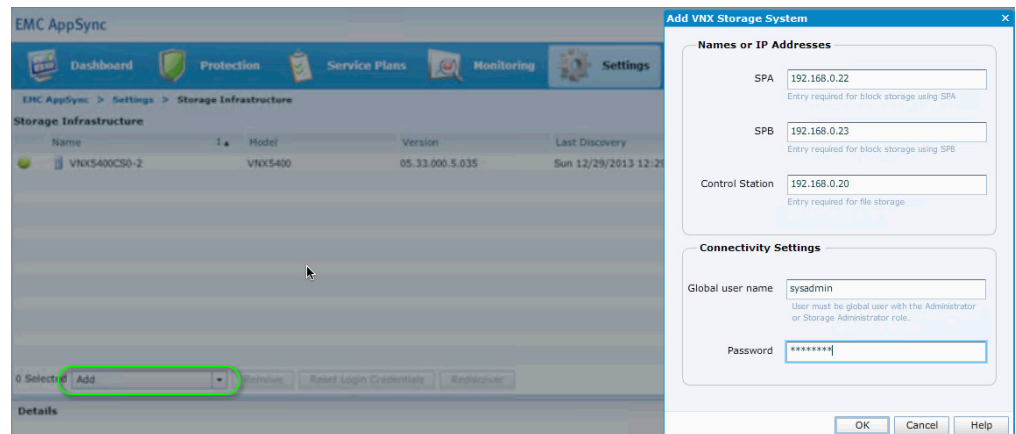 EMC AppSync
Dashboard Protection Service Plans Monitoring Settings
EMC AppSync > Settings > Storage Infrastructure
Storage Infrastructure
Name 1 Model Version Last Discovery
VNX5400CS0-2 VNX5400 05.33.000.5.035 Sun 12/29/2013 12:29
0 Selected Add Remove Reset Login Credentials Rediscover
Details
Add VNX Storage System ×
Names or IP Addresses
SPA 192.168.0.22
Entry required for block storage using SPA
SPB 192.168.0.23
Entry required for block storage using SPB
Control Station 192.168.0.20
Entry required for file storage
Connectivity Settings
Global user name sysadmin
User must be global user with the Administrator
or Storage Administrator role.
Password ********
OK Cancel Help